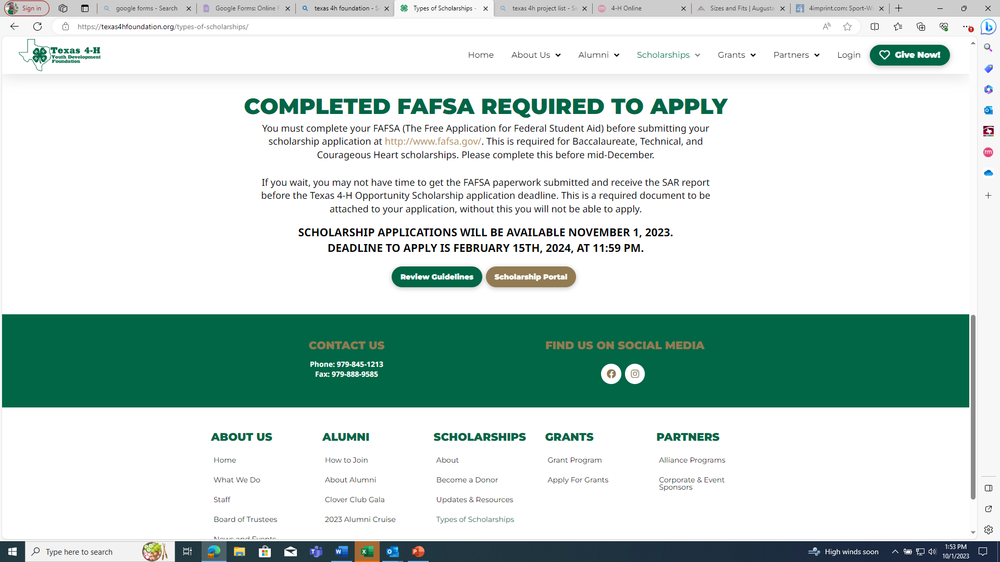 Sign in
google forms - Search
Google Forms: Online F
texas 4h foundation - Se
Types of Scholarships -
texas 4h project list - Se
4-H Online
Sizes and Fits | Augusta
4imprint.com: Sport-Wi
https://texas4hfoundation.org/types-of-scholarships/
Texas 4-H
Youth Development
Foundation
Home
About Us
Alumni
Scholarships
Grants
Partners
Login
Give Now!
COMPLETED FAFSA REQUIRED TO APPLY
You must complete your FAFSA (The Free Application for Federal Student Aid) before submitting your
scholarship application at http://www.fafsa.gov/. This is required for Baccalaureate, Technical, and
Courageous Heart scholarships. Please complete this before mid-December.
If you wait, you may not have time to get the FAFSA paperwork submitted and receive the SAR report
before the Texas 4-H Opportunity Scholarship application deadline. This is a required document to be
attached to your application, without this you will not be able to apply.
SCHOLARSHIP APPLICATIONS WILL BE AVAILABLE NOVEMBER 1, 2023.
DEADLINE TO APPLY IS FEBRUARY 15TH, 2024, AT 11:59 PM.
Review Guidelines
Scholarship Portal
CONTACT US
Phone: 979-845-1213
Fax: 979-888-9585
FIND US ON SOCIAL MEDIA
ABOUT US
Home
What We Do
Staff
Board of Trustees
News and Events
ALUMNI
How to Join
About Alumni
Clover Club Gala
2023 Alumni Cruise
SCHOLARSHIPS
About
Become a Donor
Updates & Resources
Types of Scholarships
GRANTS
Grant Program
Apply For Grants
PARTNERS
Alliance Programs
Corporate & Event
Sponsors
Type here to search
High winds soon
1:53 PM
10/1/2023